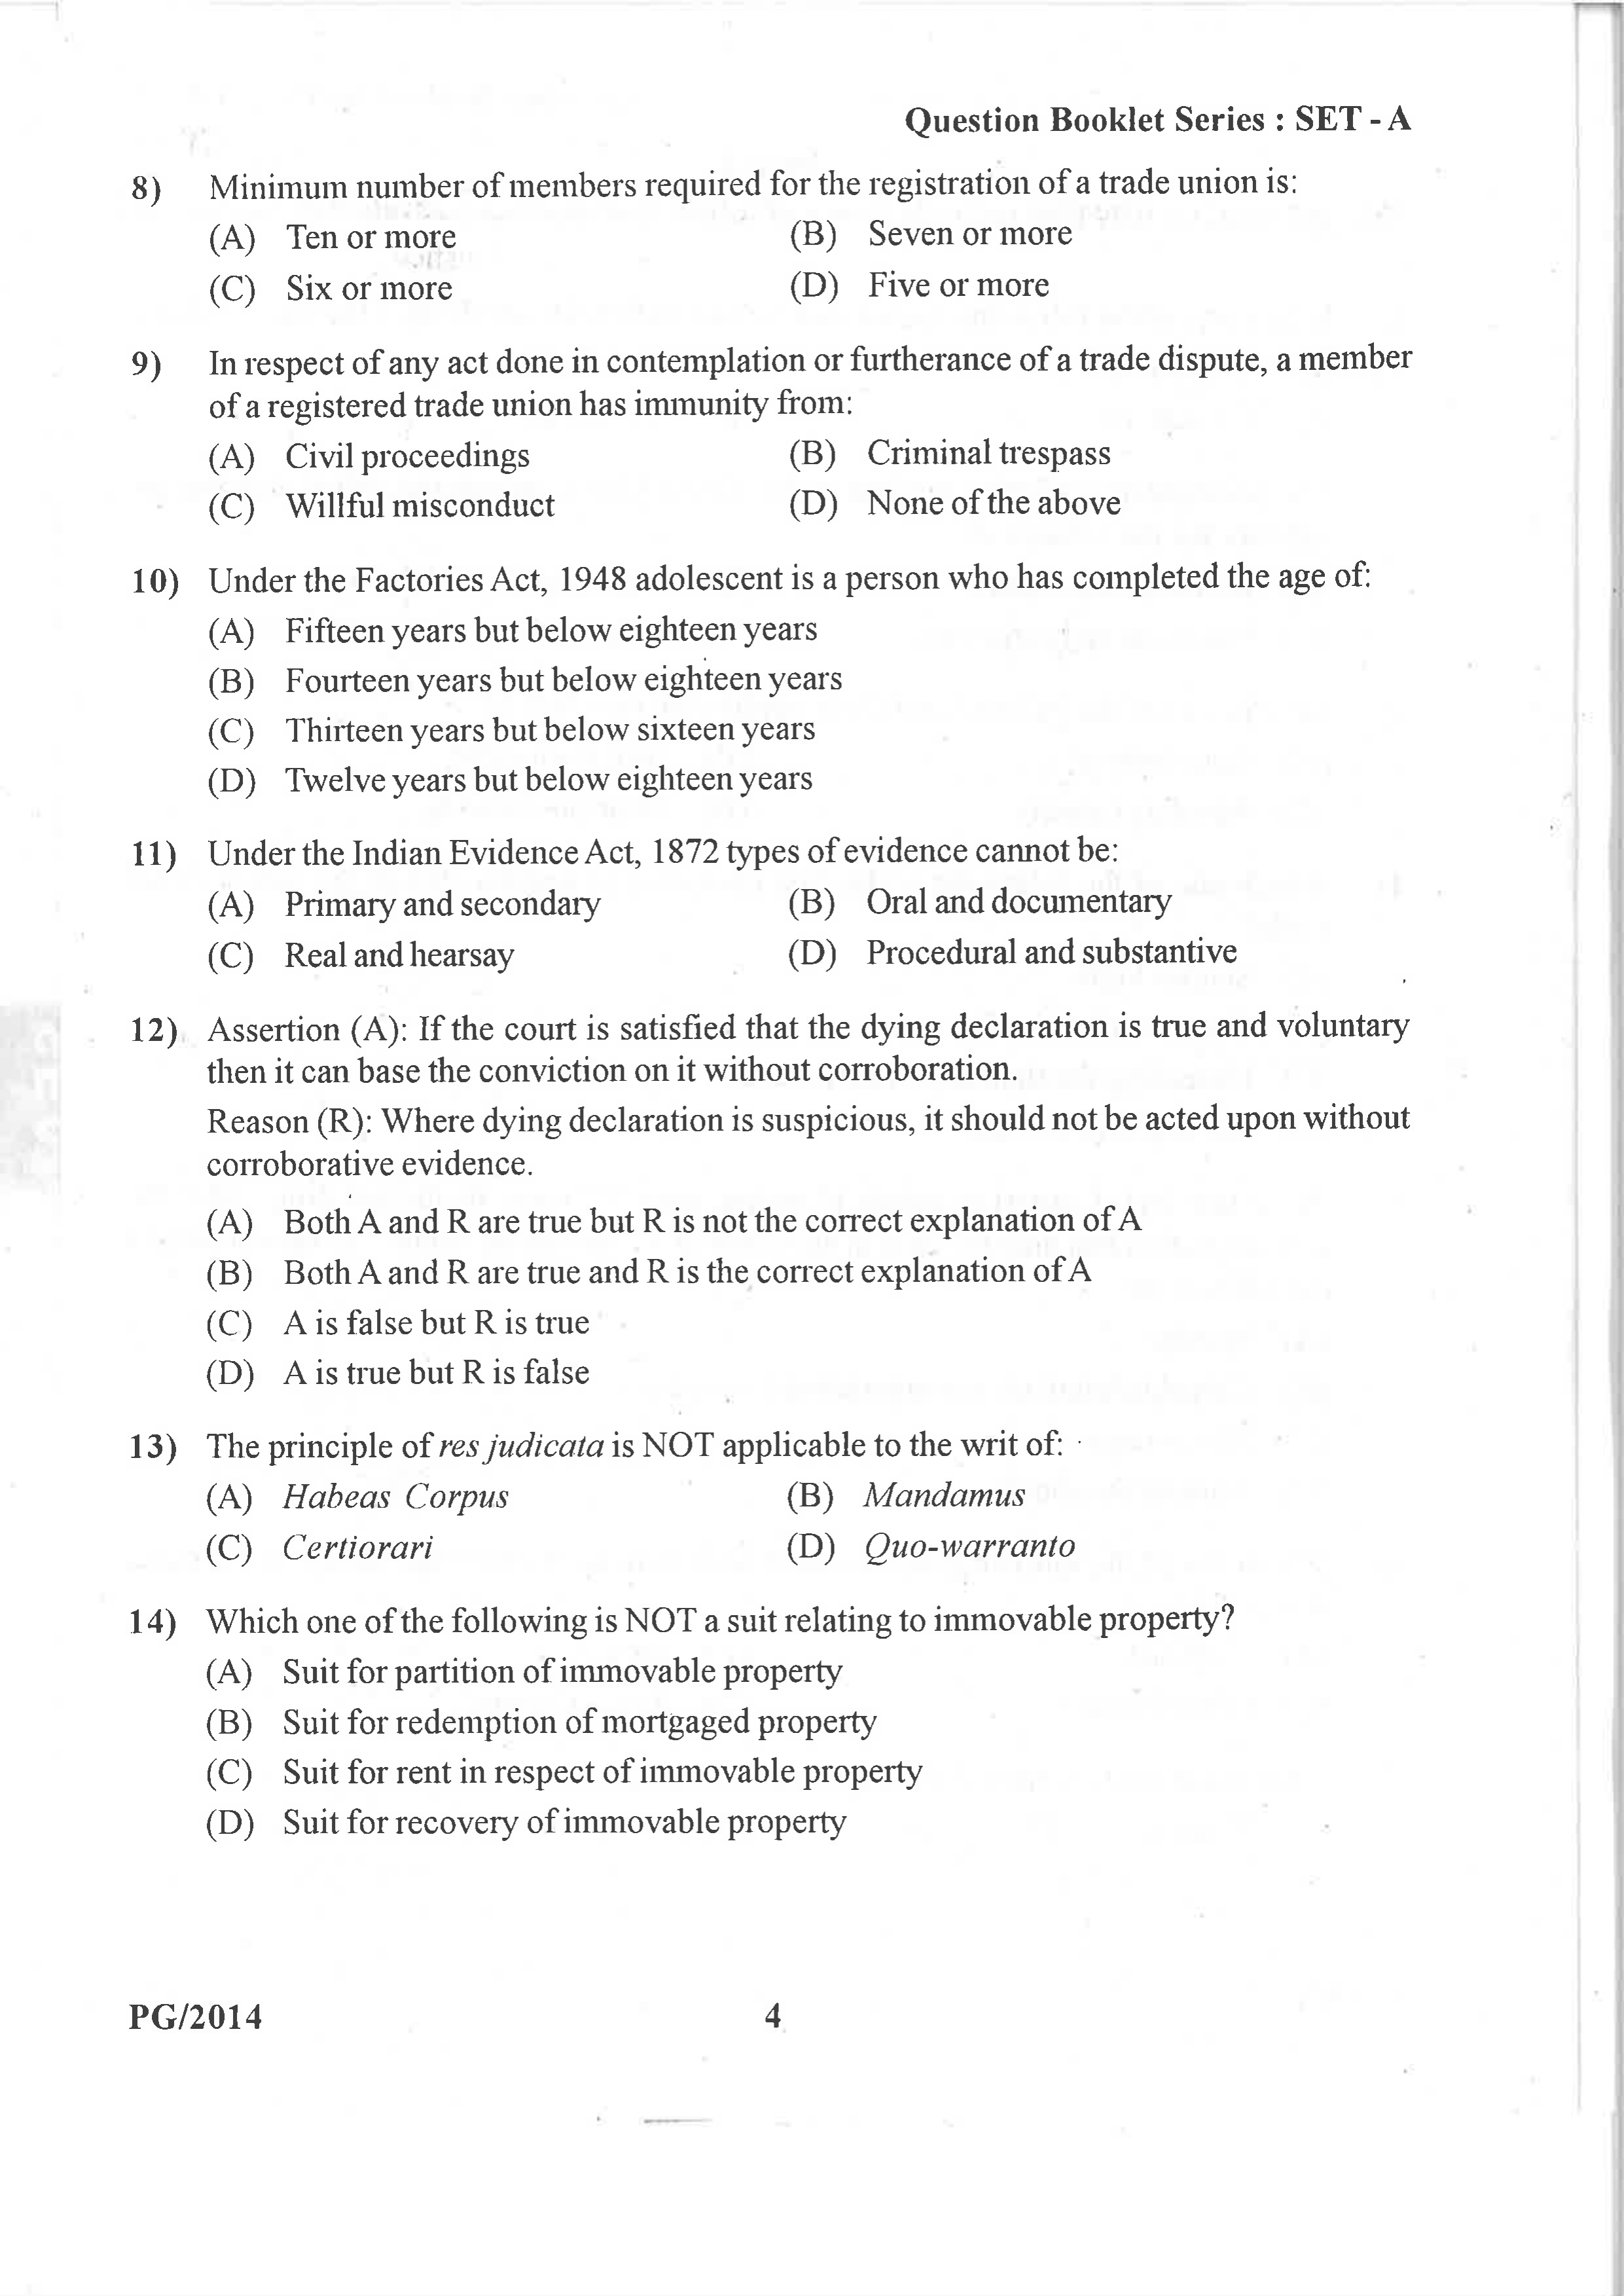 Question Booklet Series : SET - A
8) Minimum number of members required for the registration of a trade union is:
(A) Ten or more (B) Seven or more
(C) Six or more (D) Five or more
9) In respect of any act done in contemplation or furtherance of a trade dispute, a member
of a registered trade union has immunity from:
(A) Civil proceedings (B) Criminal trespass
(C) Willful misconduct (D) None of the above
10) Under the Factories Act, 1948 adolescent is a person who has completed the age of:
(A) Fifteen years but below eighteen years
(B) Fourteen years but below eighteen years
(C) Thirteen years but below sixteen years
(D) Twelve years but below eighteen years
11) Under the Indian Evidence Act, 1872 types of evidence cannot be:
(A) Primary and secondary (B) Oral and documentary
(C) Real and hearsay (D) Procedural and substantive
12) Assertion (A): If the court is satisfied that the dying declaration is true and voluntary
then it can base the conviction on it without corroboration.
Reason (R): Where dying declaration is suspicious, it should not be acted upon without
corroborative evidence.
(A) Both A and R are true but R is not the correct explanation of A
(B) Both A and R are true and R is the correct explanation of A
(C) A is false but R is true
(D) A is true but R is false
13) The principle of res judicata is NOT applicable to the writ of:
(A) Habeas Corpus (B) Mandamus
(C) Certiorari (D) Quo-warranto
14) Which one of the following is NOT a suit relating to immovable property?
(A) Suit for partition of immovable property
(B) Suit for redemption of mortgaged property
(C) Suit for rent in respect of immovable property
(D) Suit for recovery of immovable property
PG/2014 4